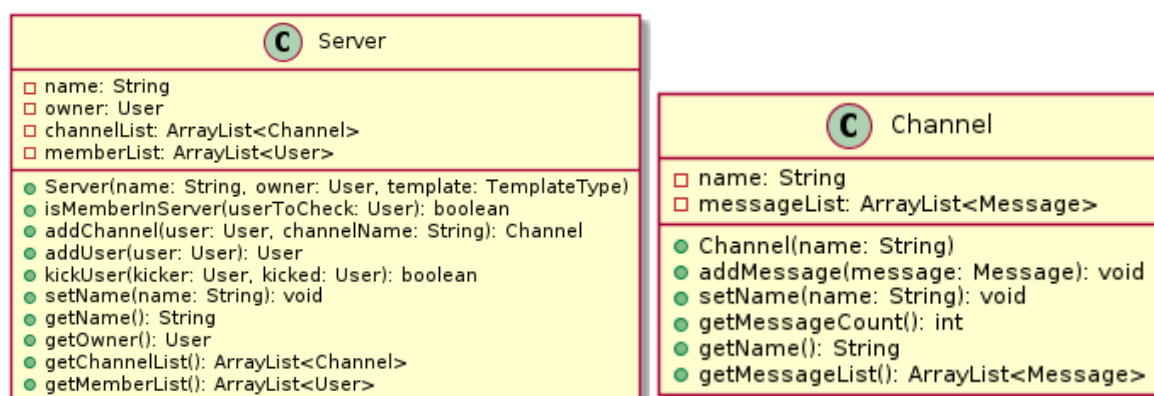 C Server
name: String
owner: User
channelList: ArrayList<Channel>
memberList: ArrayList<User>
Server(name: String, owner: User, template: TemplateType)
isMemberInServer(userToCheck: User): boolean
addChannel(user: User, channelName: String): Channel
addUser(user: User): User
kickUser(kicker: User, kicked: User): boolean
setName(name: String): void
getName(): String
getOwner(): User
getChannelList(): ArrayList<Channel>
getMemberList(): ArrayList<User>
C Channel
name: String
messageList: ArrayList<Message>
Channel(name: String)
addMessage(message: Message): void
setName(name: String): void
getMessageCount(): int
getName(): String
getMessageList(): ArrayList<Message>